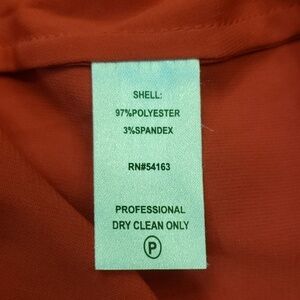 SHELL:
97%POLYESTER
3%SPANDEX
RN#54163
PROFESSIONAL
DRY CLEAN ONLY
P